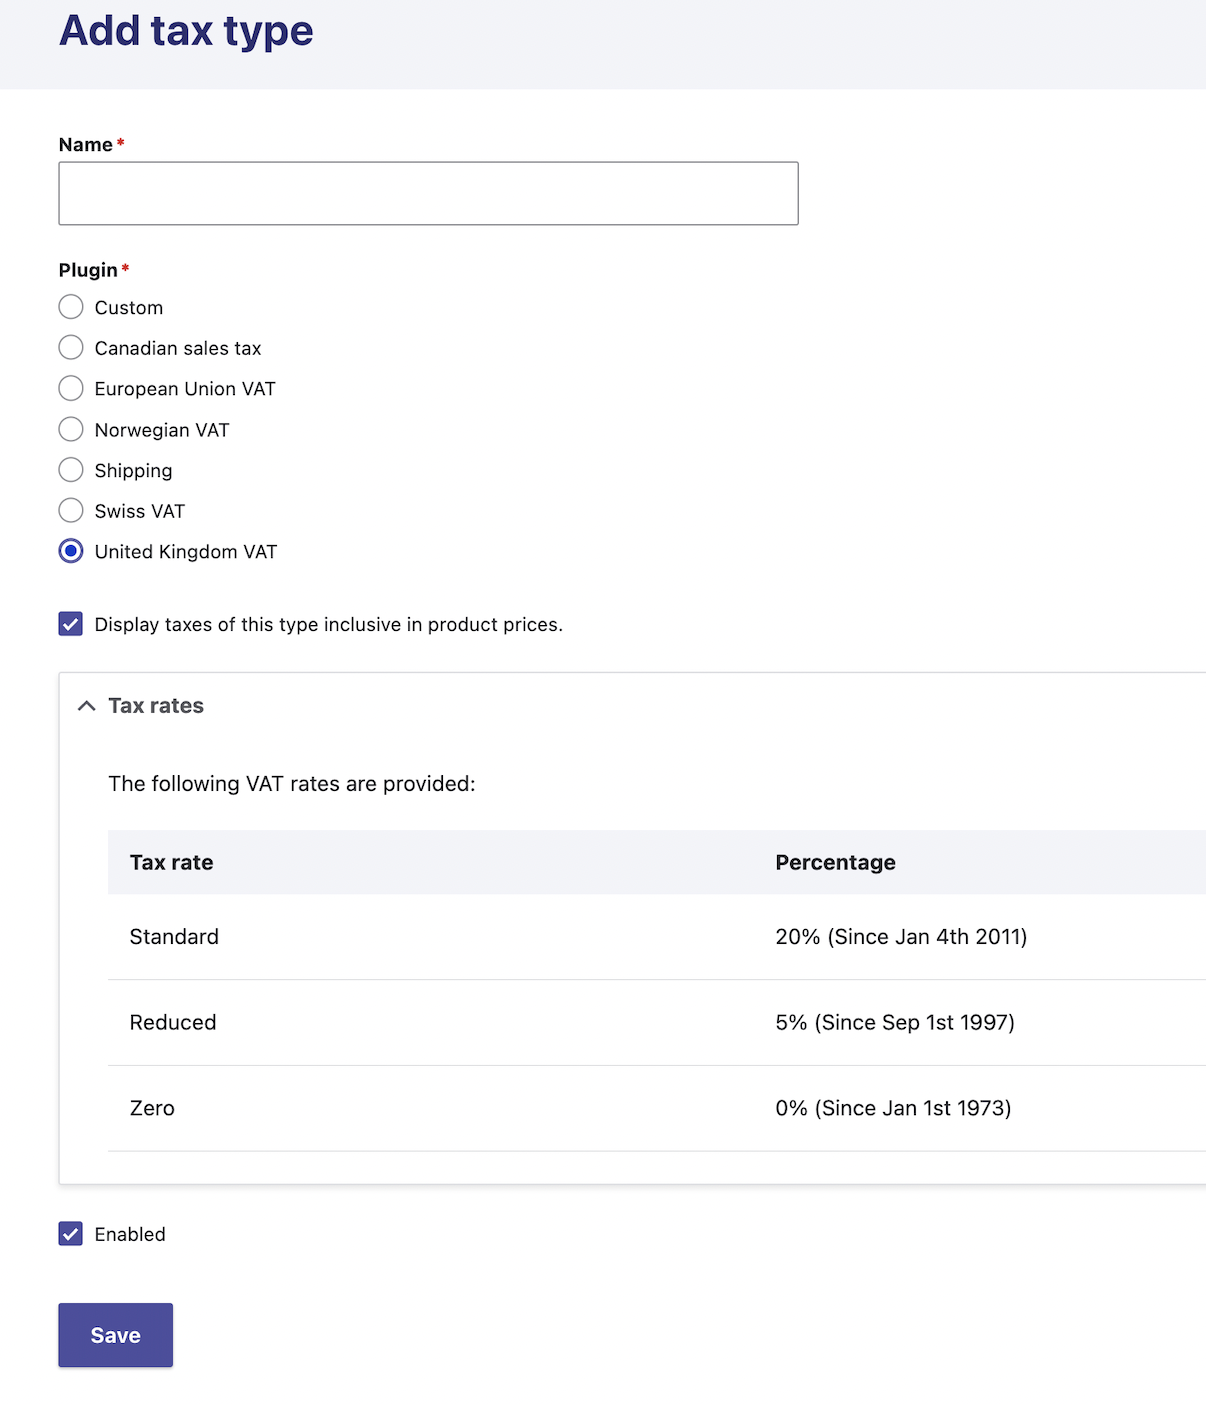 Add tax type
Name*
Plugin*
Custom
Canadian sales tax
European Union VAT
Norwegian VAT
Shipping
Swiss VAT
United Kingdom VAT
Display taxes of this type inclusive in product prices.
Tax rates
The following VAT rates are provided:
Tax rate Percentage
Standard 20% (Since Jan 4th 2011)
Reduced 5% (Since Sep 1st 1997)
Zero 0% (Since Jan 1st 1973)
Enabled
Save